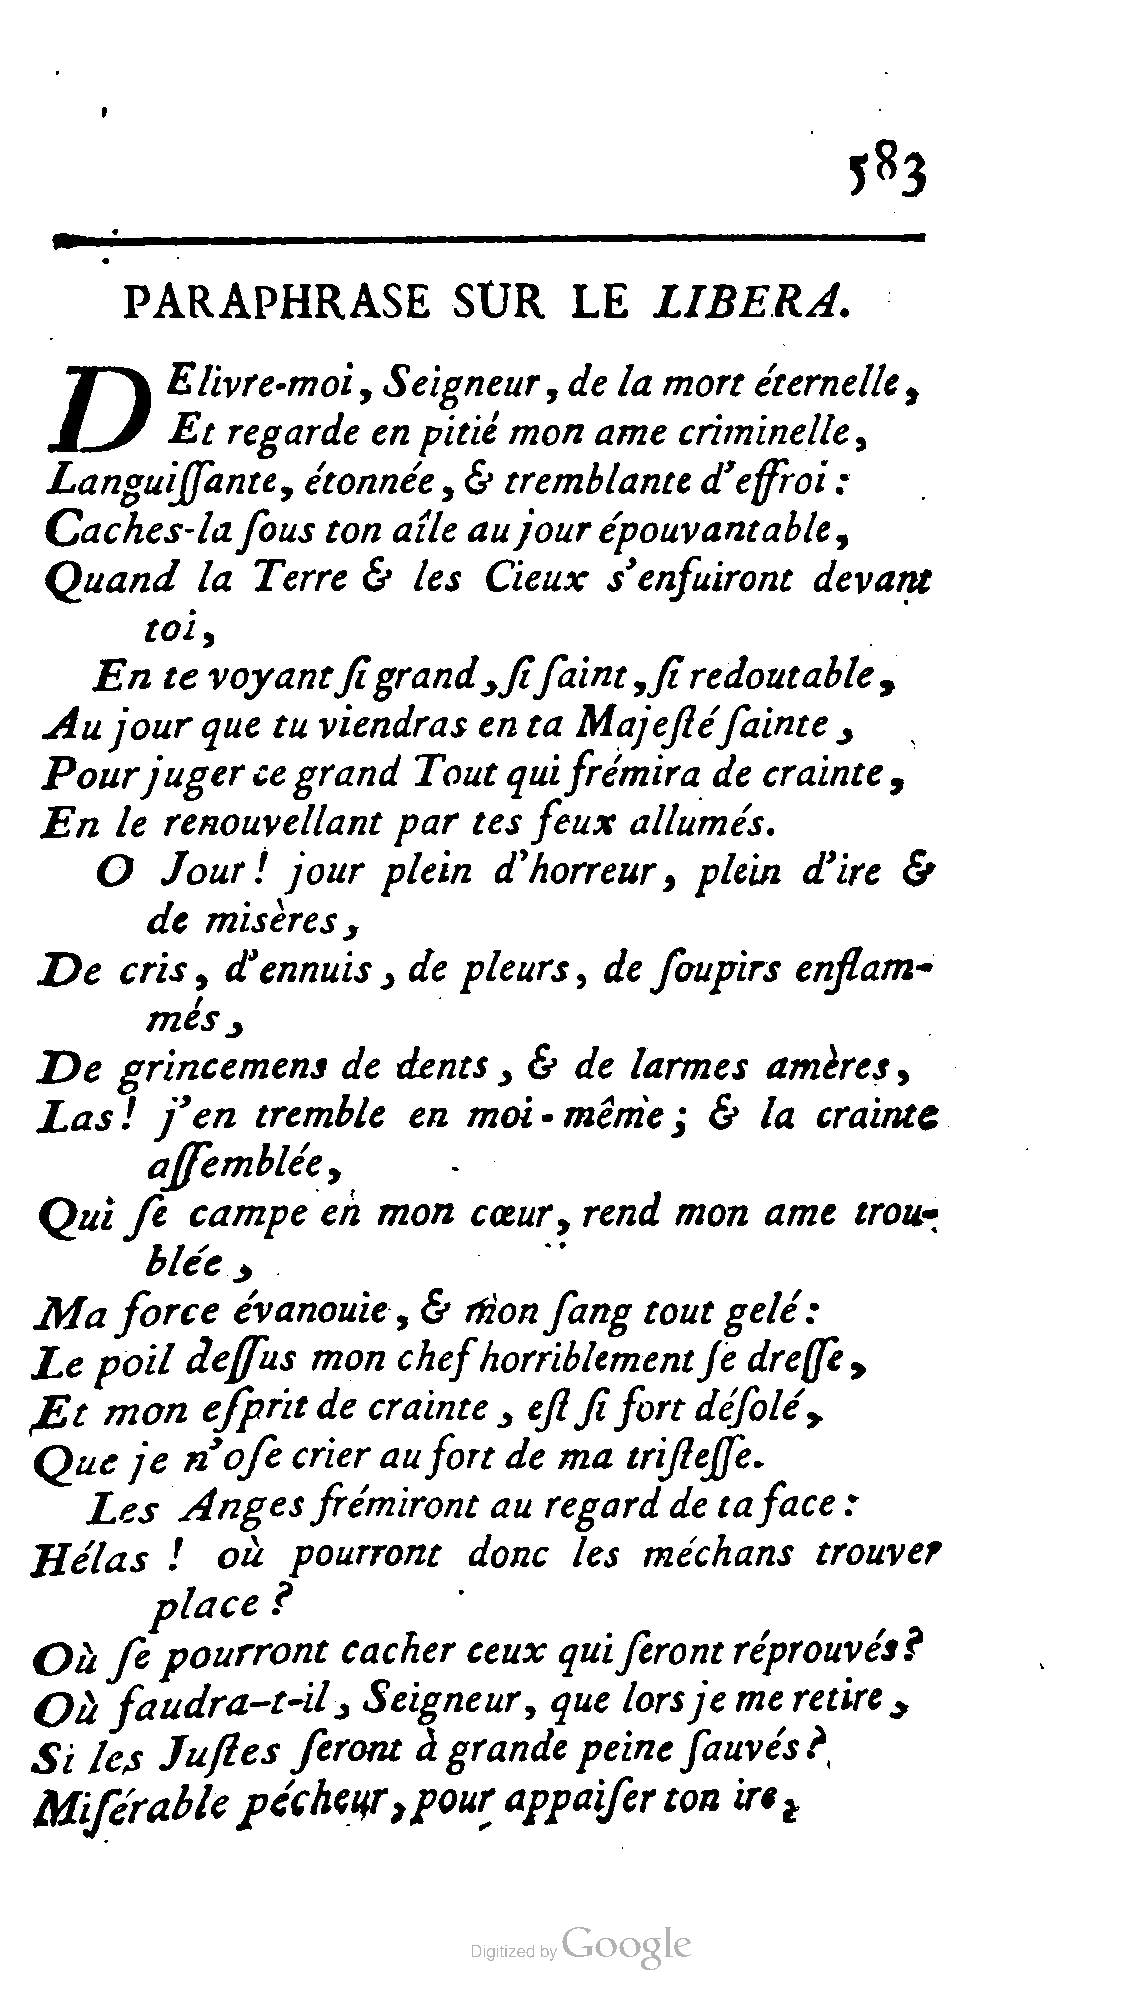 583
PARAPHRASE SUR LE LIBERA.
DElivre-moi, Seigneur, de la mort éternelle,
Et regarde en pitié mon ame criminelle,
Languiſſante, étonnée, & tremblante d'effroi :
Caches-la ſous ton aîle au jour épouvantable,
Quand la Terre & les Cieux s'enfuiront devant
toi,
En te voyant ſi grand, ſi ſaint, ſi redoutable,
Au jour que tu viendras en ta Majeſté ſainte,
Pour juger ce grand Tout qui frémira de crainte,
En le renouvellant par tes feux allumés.
O Jour ! jour plein d'horreur, plein d'ire &
de misères,
De cris, d'ennuis, de pleurs, de ſoupirs enflam-
més,
De grincemens de dents, & de larmes amères,
Las ! j'en tremble en moi-même ; & la crainte
aſſemblée,
Qui ſe campe en mon cœur, rend mon ame trou-
blée,
Ma force évanouie, & mon ſang tout gelé :
Le poil deſſus mon chef horriblement ſe dreſſe,
Et mon eſprit de crainte, eſt ſi fort déſolé,
Que je n'oſe crier au fort de ma triſteſſe.
Les Anges frémiront au regard de ta face :
Hélas ! où pourront donc les méchans trouver
place ?
Où ſe pourront cacher ceux qui ſeront réprouvés ?
Où faudra-t-il, Seigneur, que lors je me retire,
Si les Juſtes ſeront à grande peine ſauvés ?
Miſérable pécheur, pour appaiſer ton ire,
Digitized by Google